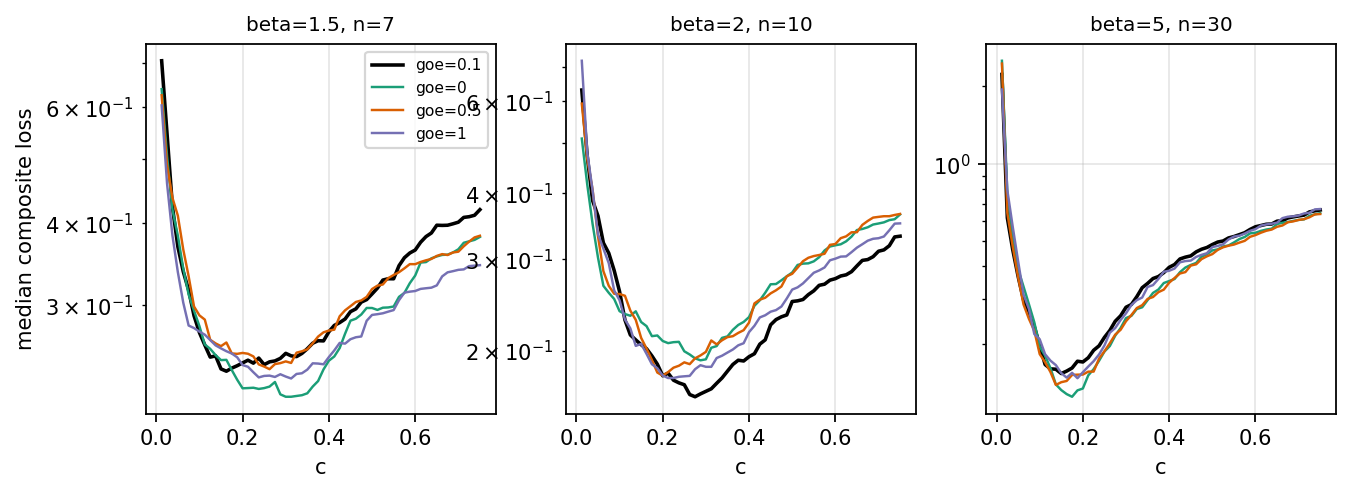 beta=1.5, n=7
beta=2, n=10
beta=5, n=30
median composite loss
6 × 10⁻¹
4 × 10⁻¹
3 × 10⁻¹
goe=0.1
goe=0
goe=0.5
goe=1
0.0 0.2 0.4 0.6
c
6 × 10⁻¹
4 × 10⁻¹
3 × 10⁻¹
2 × 10⁻¹
0.0 0.2 0.4 0.6
c
10⁰
0.0 0.2 0.4 0.6
c